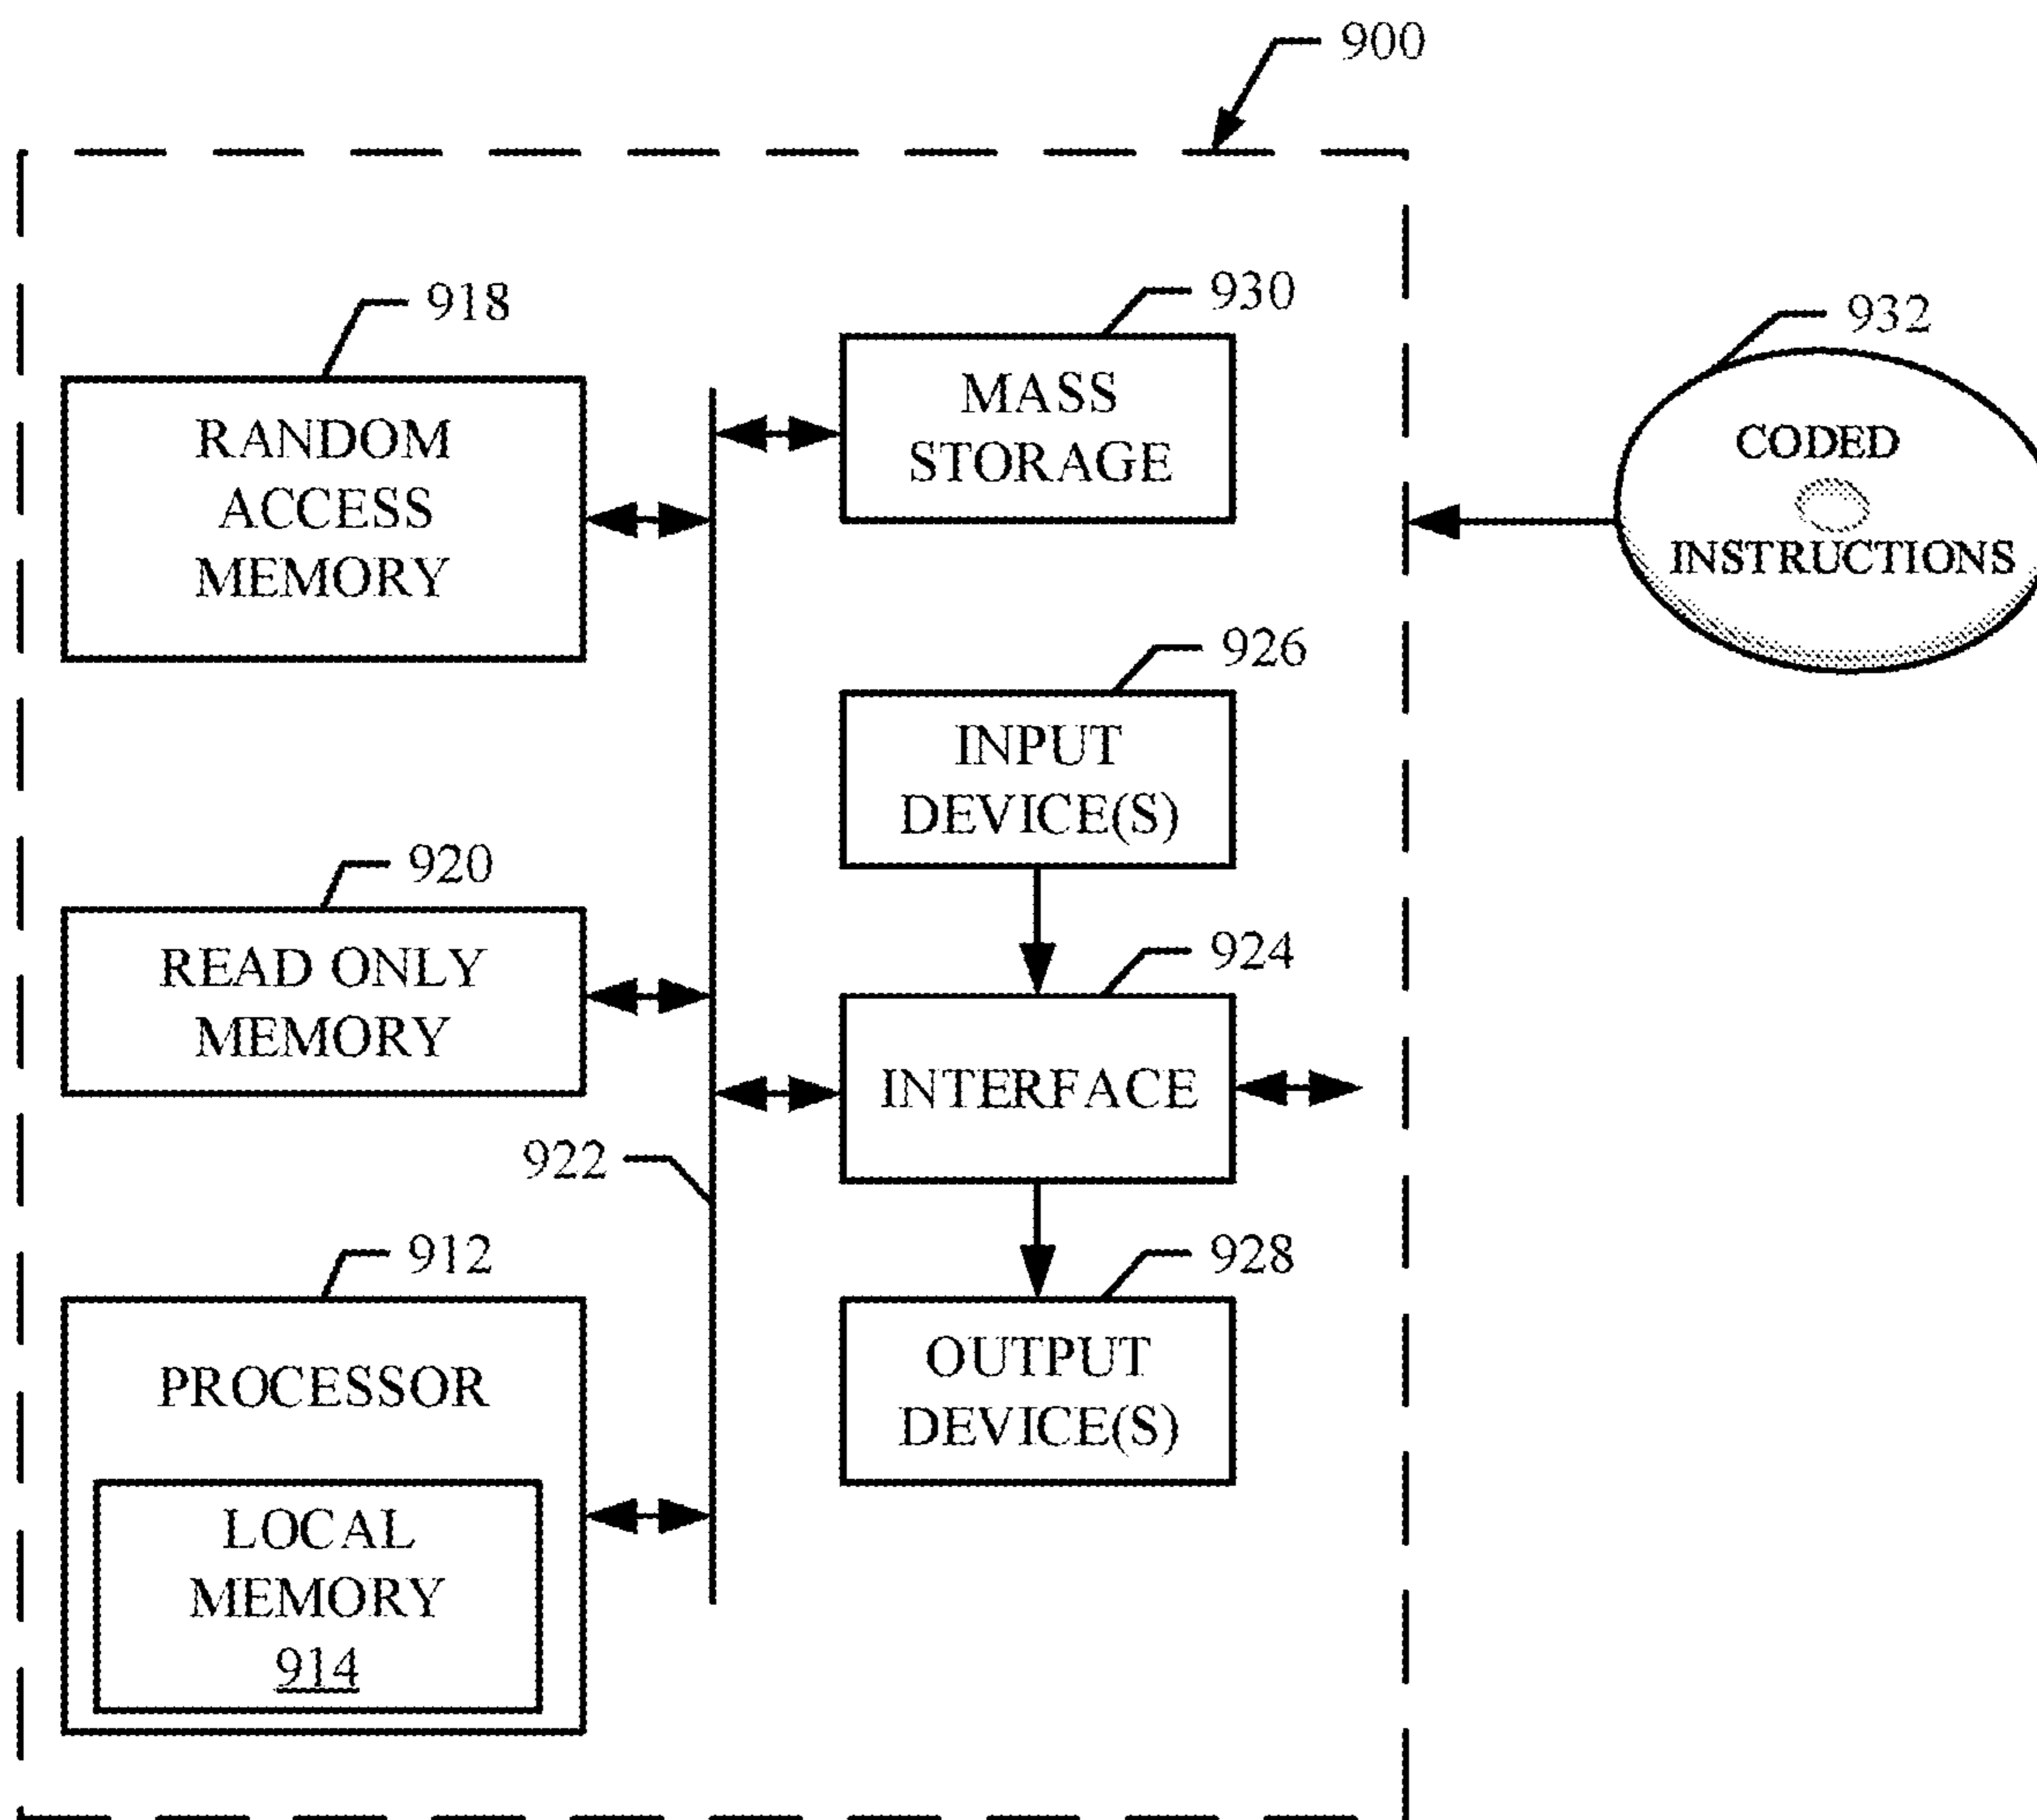 900
918
RANDOM
ACCESS
MEMORY
930
MASS
STORAGE
932
CODED
INSTRUCTIONS
926
INPUT
DEVICE(S)
920
READ ONLY
MEMORY
924
INTERFACE
922
912
PROCESSOR
LOCAL
MEMORY
914
928
OUTPUT
DEVICE(S)